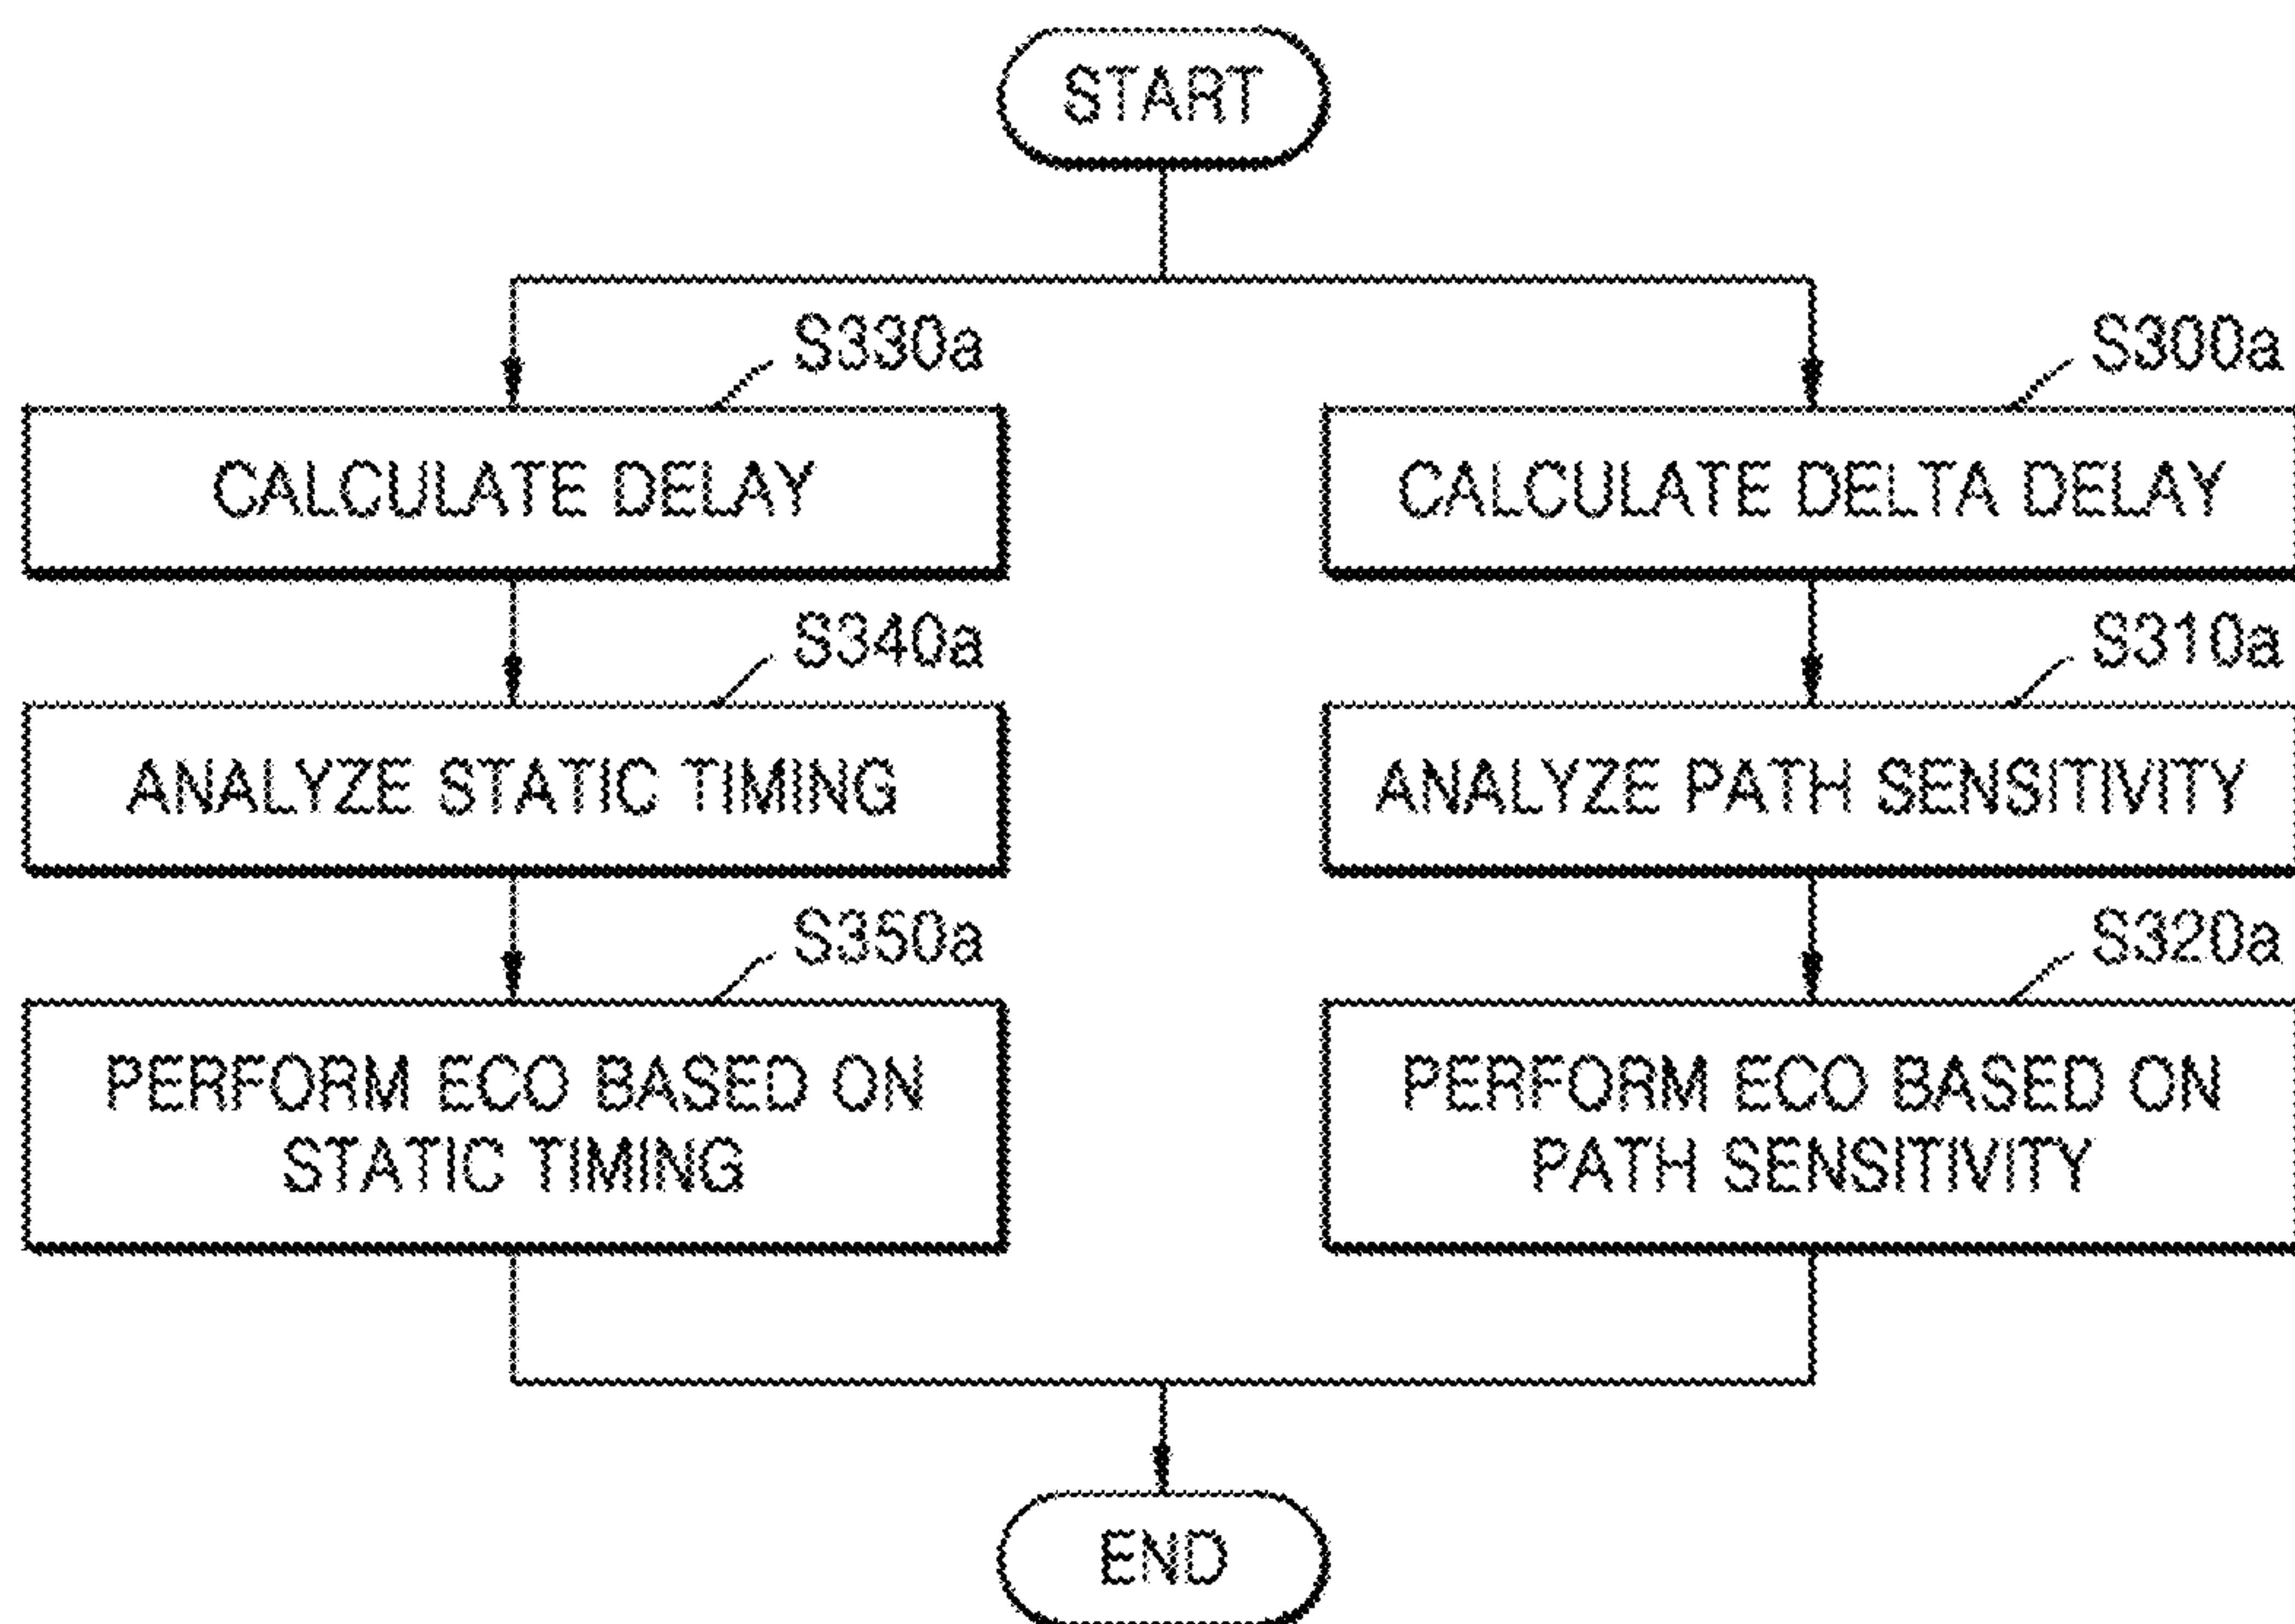 START
S330a
S300a
CALCULATE DELAY
CALCULATE DELTA DELAY
S340a
S310a
ANALYZE STATIC TIMING
ANALYZE PATH SENSITIVITY
S350a
S320a
PERFORM ECO BASED ON
STATIC TIMING
PERFORM ECO BASED ON
PATH SENSITIVITY
END